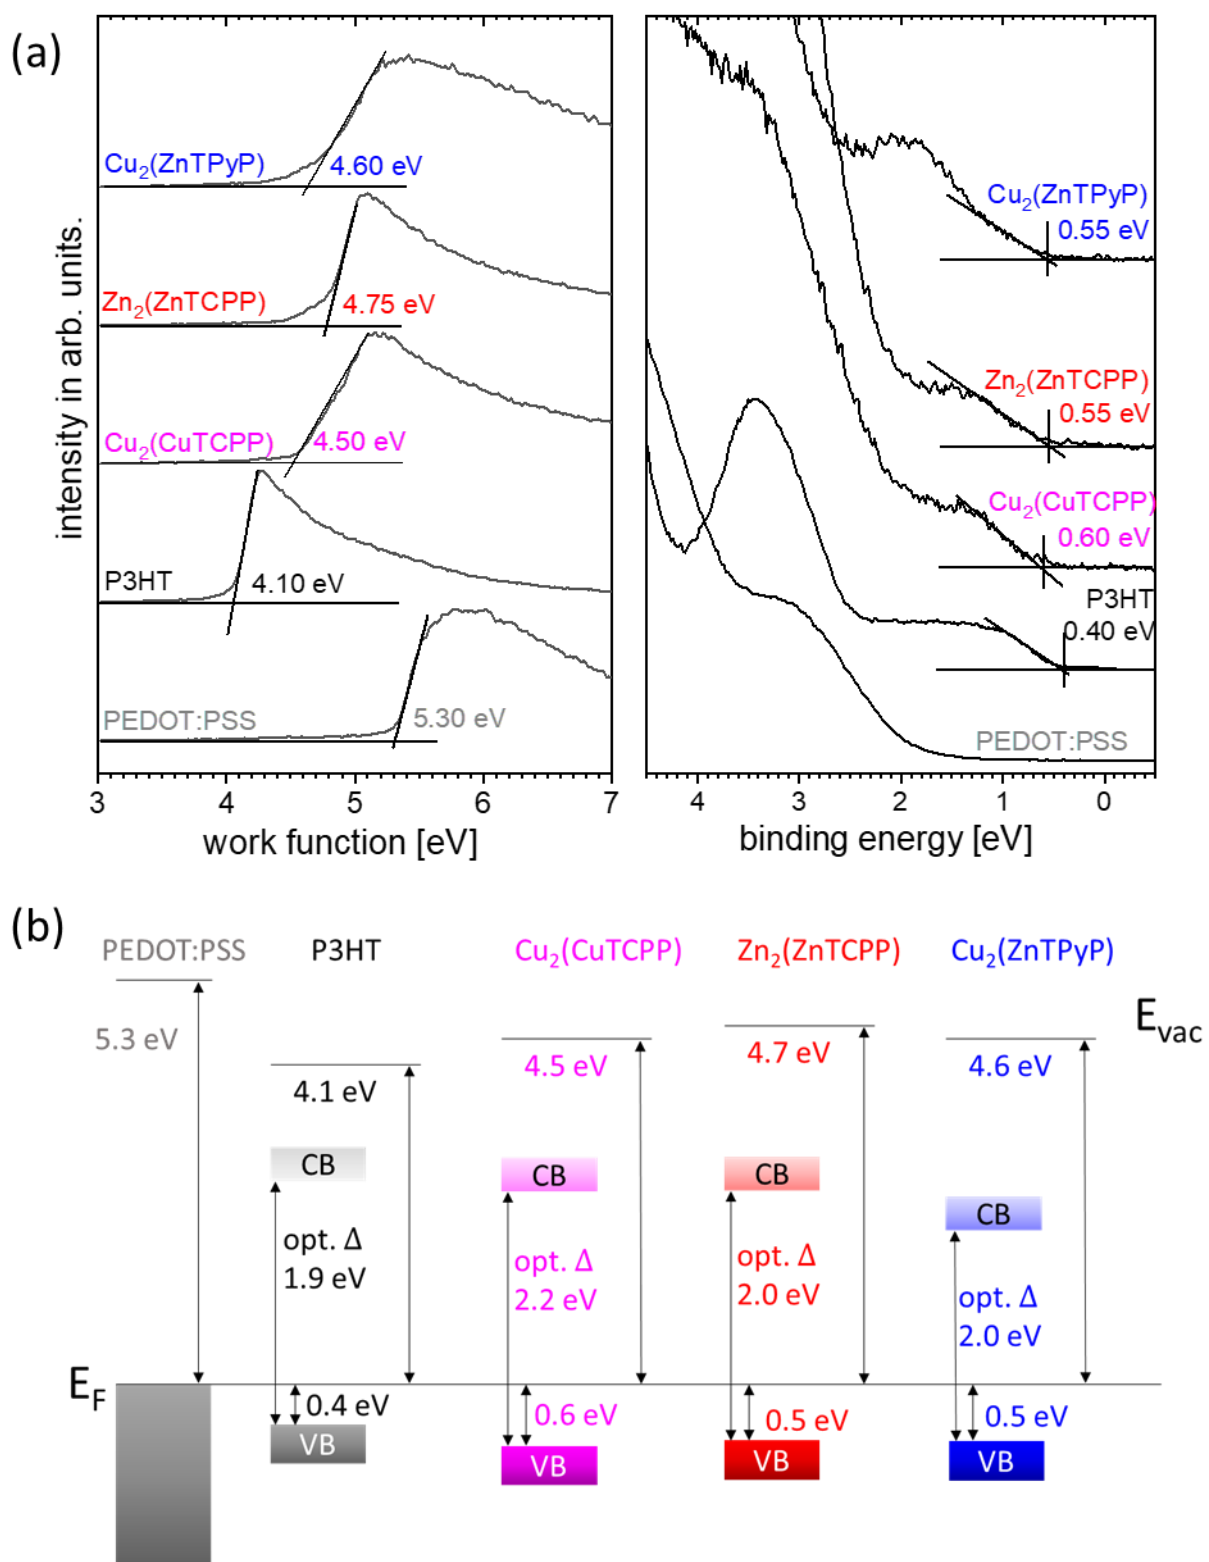 (a)
Cu₂(ZnTPyP)
4.60 eV
Zn₂(ZnTCPP)
4.75 eV
Cu₂(CuTCPP)
4.50 eV
P3HT
4.10 eV
PEDOT:PSS
5.30 eV
intensity in arb. units.
3 4 5 6 7
work function [eV]
Cu₂(ZnTPyP)
0.55 eV
Zn₂(ZnTCPP)
0.55 eV
Cu₂(CuTCPP)
0.60 eV
P3HT
0.40 eV
PEDOT:PSS
4 3 2 1 0
binding energy [eV]
(b)
PEDOT:PSS P3HT Cu₂(CuTCPP) Zn₂(ZnTCPP) Cu₂(ZnTPyP)
E_vac
5.3 eV 4.1 eV 4.5 eV 4.7 eV 4.6 eV
CB CB CB CB
opt. Δ
1.9 eV
opt. Δ
2.2 eV
opt. Δ
2.0 eV
opt. Δ
2.0 eV
E_F
0.4 eV 0.6 eV 0.5 eV 0.5 eV
VB VB VB VB